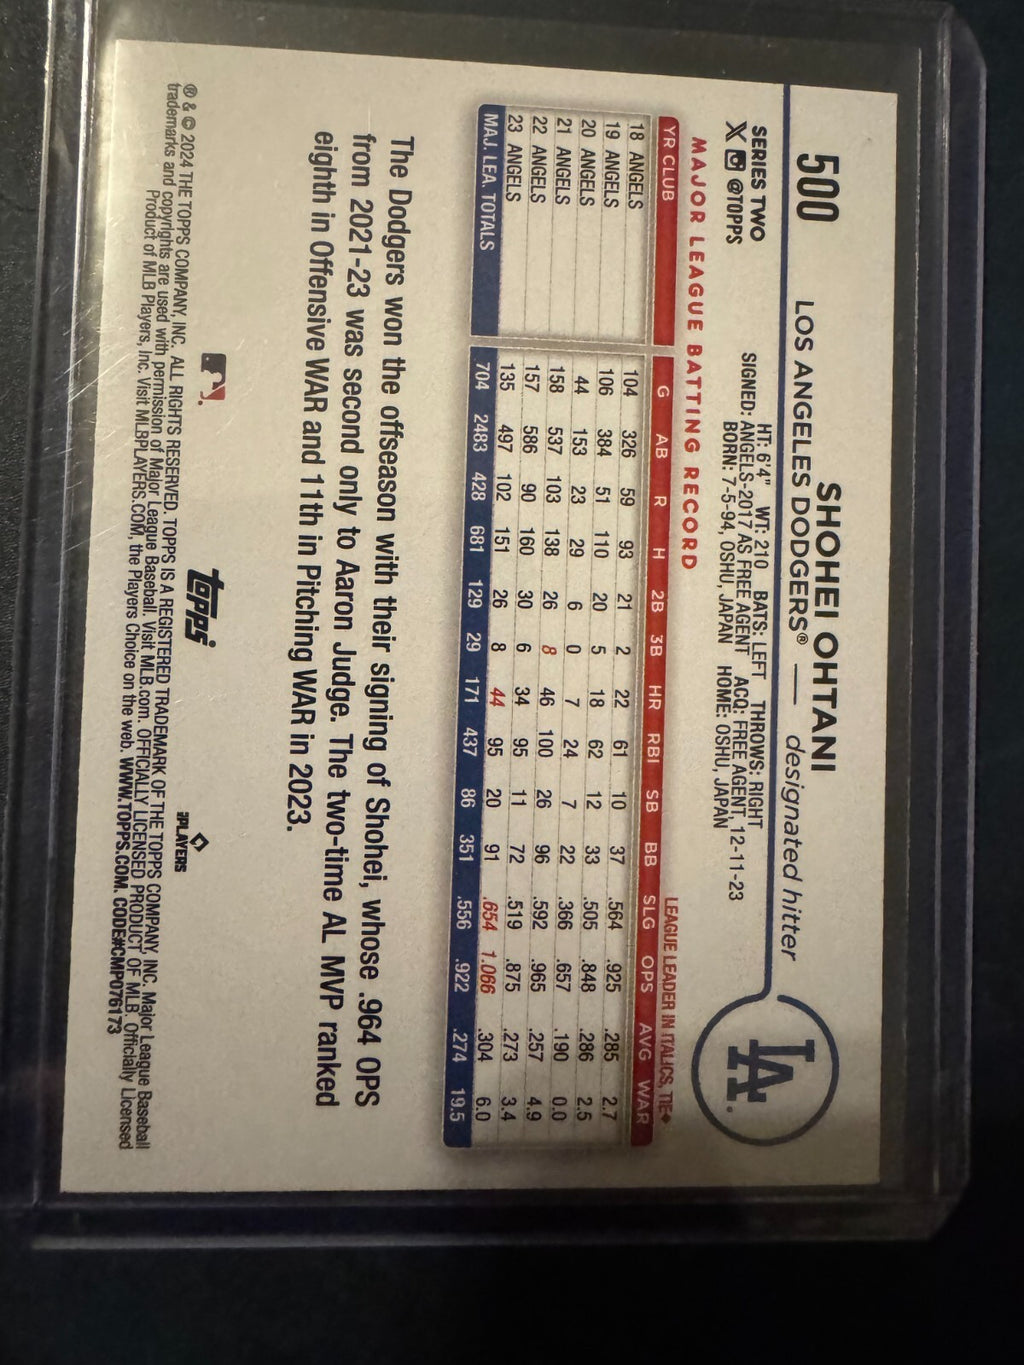 500
SHOHEI OHTANI
LOS ANGELES DODGERS® — designated hitter
LA
SERIES TWO
X @TOPPS
HT: 6'4" WT: 210 BATS: LEFT THROWS: RIGHT
SIGNED: ANGELS-2017 AS FREE AGENT ACQ: FREE AGENT, 12-11-23
BORN: 7-5-94, OSHU, JAPAN HOME: OSHU, JAPAN
MAJOR LEAGUE BATTING RECORD
LEAGUE LEADER IN ITALICS, TIE◆
YR CLUB G AB R H 2B 3B HR RBI SB BB SLG OPS AVG WAR
18 ANGELS 104 326 59 93 21 2 22 61 10 37 .564 .925 .285 2.7
19 ANGELS 106 384 51 110 20 5 18 62 12 33 .505 .848 .286 2.5
20 ANGELS 44 153 23 29 6 0 7 24 7 22 .366 .657 .190 0.0
21 ANGELS 158 537 103 138 26 8 46 100 26 96 .592 .965 .257 4.9
22 ANGELS 157 586 90 160 30 6 34 95 11 72 .519 .875 .273 3.4
23 ANGELS 135 497 102 151 26 8 44 95 20 91 .654 1.066 .304 6.0
MAJ. LEA. TOTALS 704 2483 428 681 129 29 171 437 86 351 .556 .922 .274 19.5
The Dodgers won the offseason with their signing of Shohei, whose .964 OPS
from 2021-23 was second only to Aaron Judge. The two-time AL MVP ranked
eighth in Offensive WAR and 11th in Pitching WAR in 2023.
topps
PLAYERS
® & © 2024 THE TOPPS COMPANY, INC. ALL RIGHTS RESERVED. TOPPS IS A REGISTERED TRADEMARK OF THE TOPPS COMPANY, INC. Major League Baseball
trademarks and copyrights are used with permission of Major League Baseball. Visit MLB.com. OFFICIALLY LICENSED PRODUCT OF MLB. Officially Licensed
Product of MLB Players, Inc. Visit MLBPLAYERS.COM, the Players Choice on the web. WWW.TOPPS.COM. CODE#CMP076173